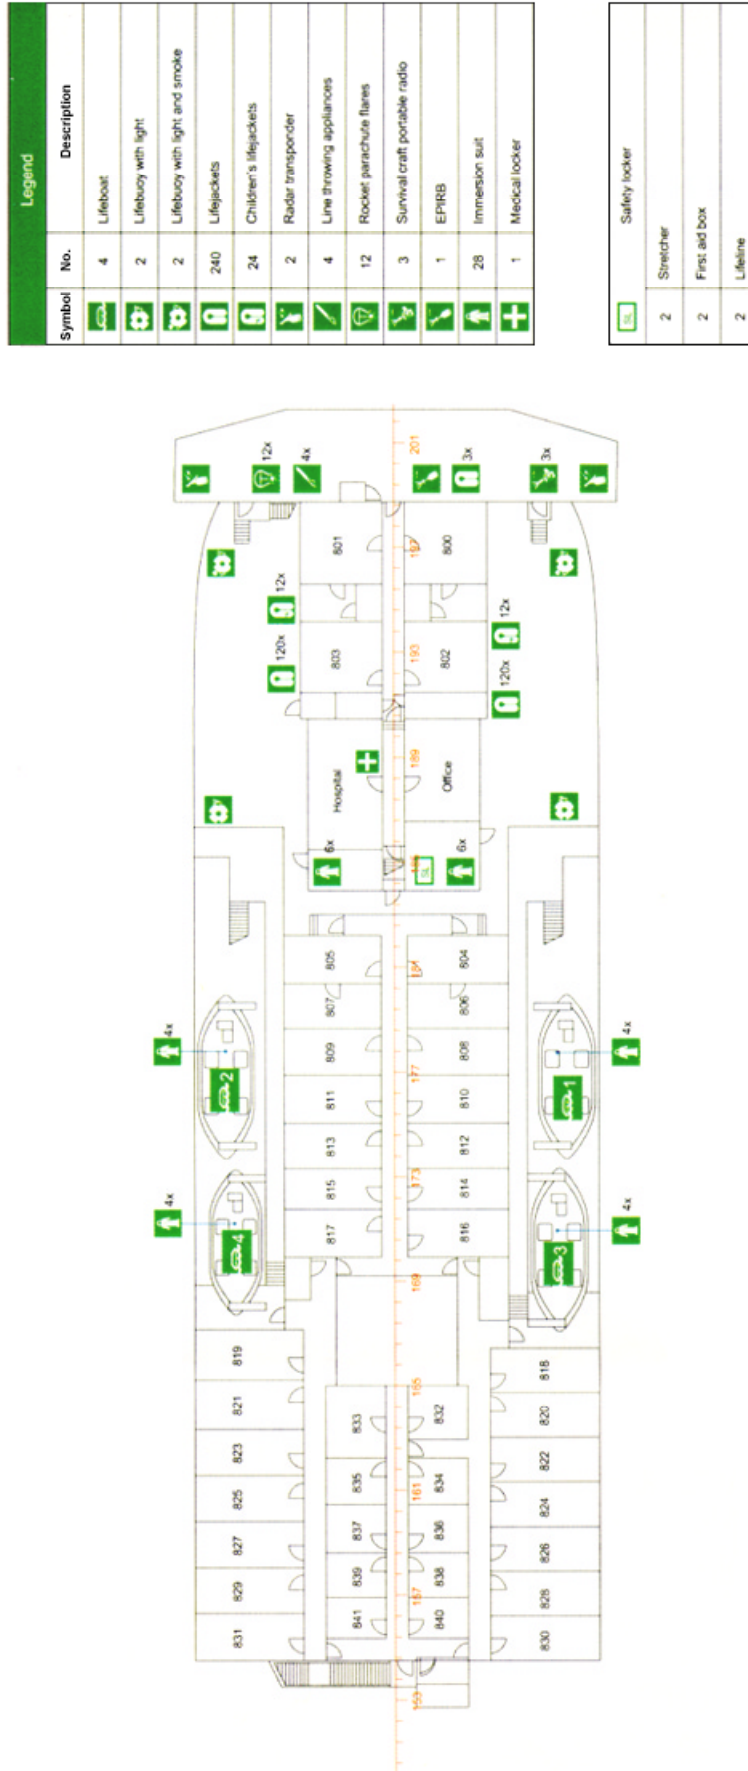 Legend
Symbol No. Description
4 Lifeboat
2 Lifebuoy with light
2 Lifebuoy with light and smoke
240 Lifejackets
24 Children's lifejackets
2 Radar transponder
4 Line throwing appliances
12 Rocket parachute flares
3 Survival craft portable radio
1 EPIRB
28 Immersion suit
1 Medical locker
SL Safety locker
2 Stretcher
2 First aid box
2 Lifeline
12x
4x
3x
3x
201
801
197
800
12x
12x
120x
803
193
802
120x
Hospital
189
Office
6x
SL
6x
805
181
804
807
806
4x
2
809
808
1
4x
177
811
810
813
812
4x
4
815
173
814
3
4x
817
816
169
819
818
165
821
833
832
820
823
822
825
835
161
834
824
827
837
836
826
829
839
157
838
828
831
841
840
830
153